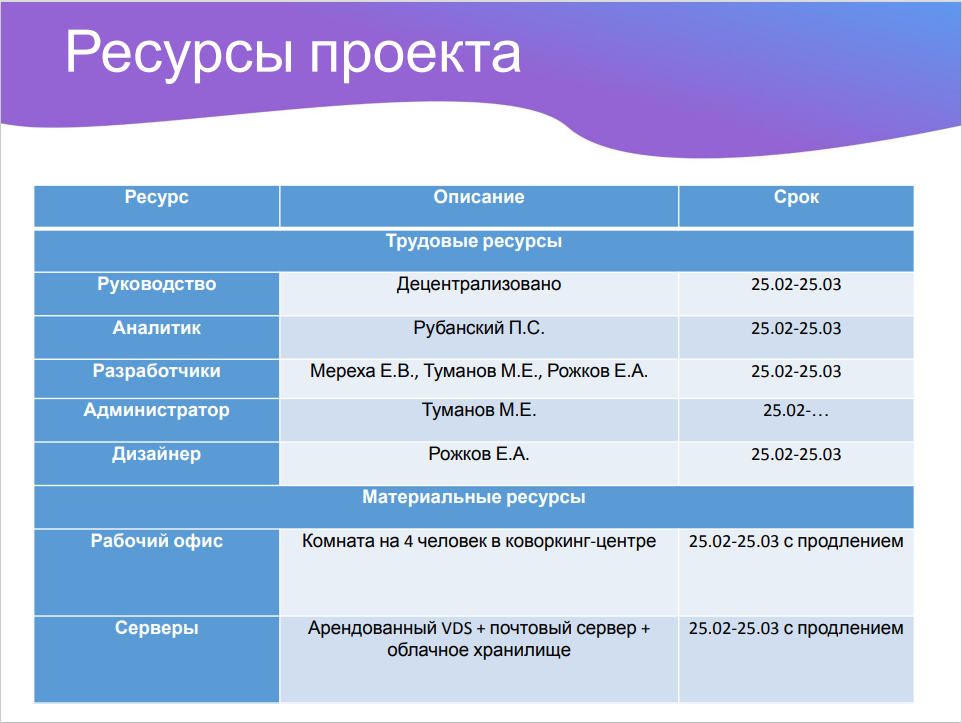 Ресурсы проекта
Ресурс Описание Срок
Трудовые ресурсы
Руководство Децентрализовано 25.02-25.03
Аналитик Рубанский П.С. 25.02-25.03
Разработчики Мереха Е.В., Туманов М.Е., Рожков Е.А. 25.02-25.03
Администратор Туманов М.Е. 25.02-…
Дизайнер Рожков Е.А. 25.02-25.03
Материальные ресурсы
Рабочий офис Комната на 4 человек в коворкинг-центре 25.02-25.03 с продлением
Серверы Арендованный VDS + почтовый сервер + 25.02-25.03 с продлением
облачное хранилище